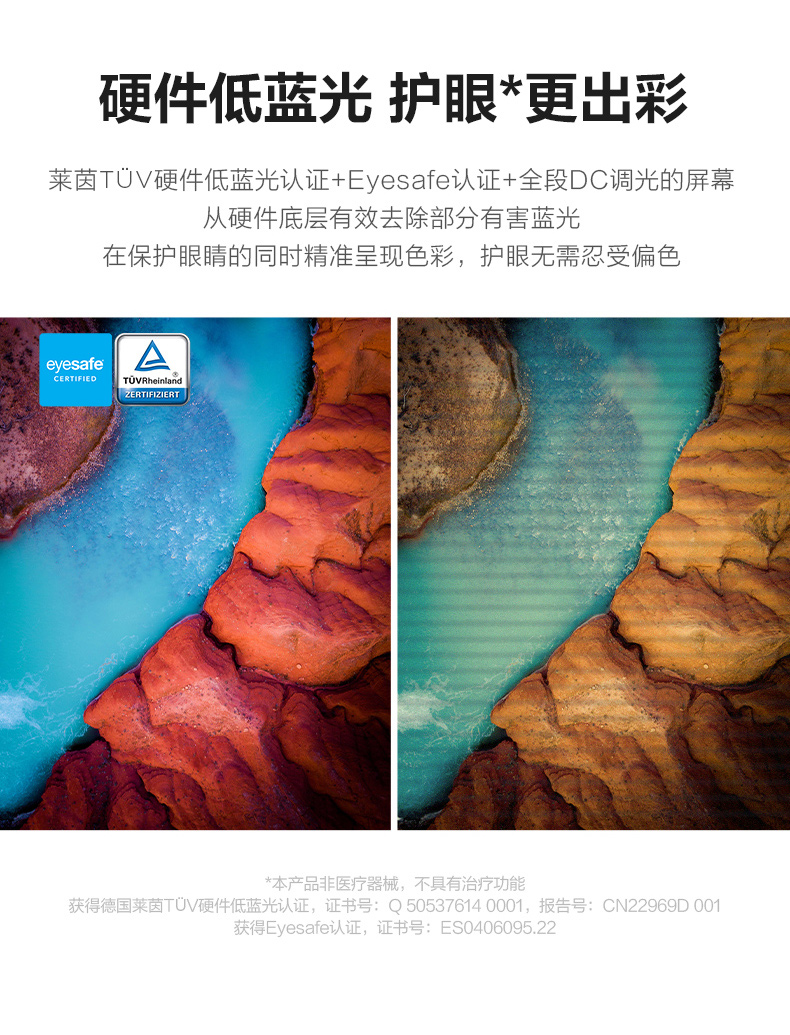 硬件低蓝光 护眼*更出彩
莱茵TÜV硬件低蓝光认证+Eyesafe认证+全段DC调光的屏幕
从硬件底层有效去除部分有害蓝光
在保护眼睛的同时精准呈现色彩，护眼无需忍受偏色
eyesafe®
CERTIFIED
®
TÜVRheinland
ZERTIFIZIERT
*本产品非医疗器械，不具有治疗功能
获得德国莱茵TÜV硬件低蓝光认证，证书号：Q 50537614 0001，报告号：CN22969D 001
获得Eyesafe认证，证书号：ES0406095.22